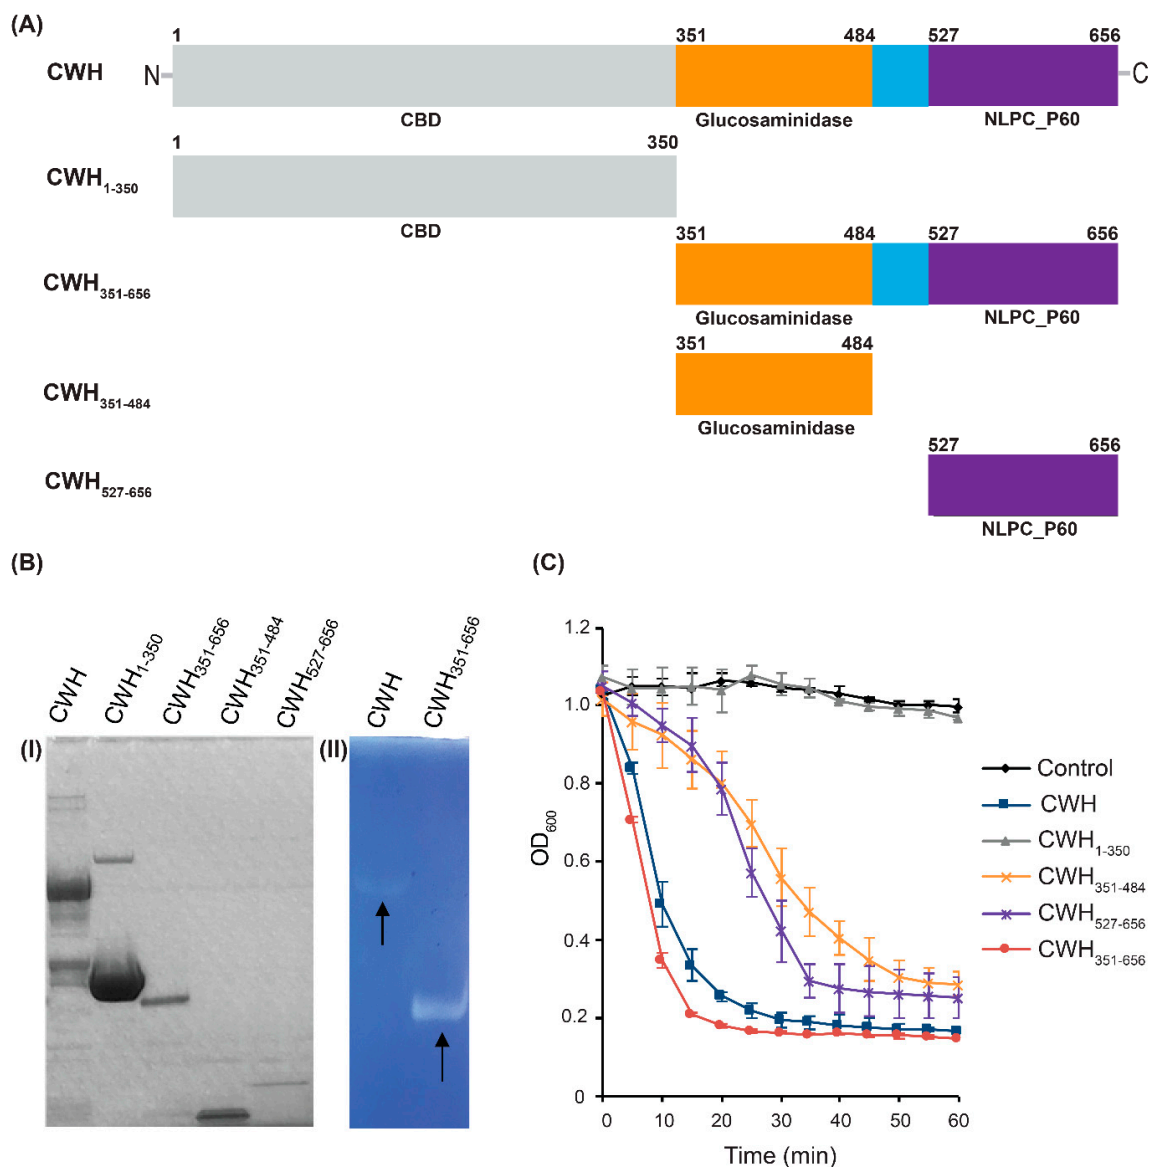 (A)
1 351 484 527 656
CWH N C
CBD Glucosaminidase NLPC_P60
1 350
CWH1-350
CBD
351 484 527 656
CWH351-656
Glucosaminidase NLPC_P60
351 484
CWH351-484
Glucosaminidase
527 656
CWH527-656
NLPC_P60
(B)
CWH
CWH1-350
CWH351-656
CWH351-484
CWH527-656
CWH
CWH351-656
(I) (II)
(C)
1.2
1.0
0.8
0.6
0.4
0.2
0
OD600
0 10 20 30 40 50 60
Time (min)
Control
CWH
CWH1-350
CWH351-484
CWH527-656
CWH351-656